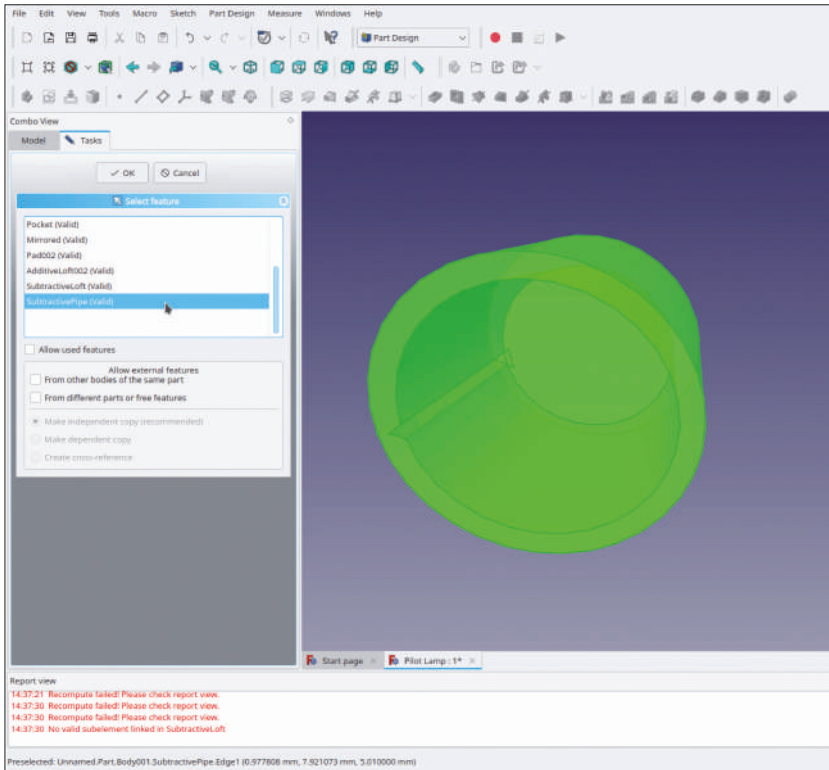 File Edit View Tools Macro Sketch Part Design Measure Windows Help
Part Design
Combo View
Model Tasks
OK Cancel
Select feature
Pocket (Valid)
Mirrored (Valid)
Pad002 (Valid)
AdditiveLoft002 (Valid)
SubtractiveLoft (Valid)
SubtractivePipe (Valid)
Allow used features
Allow external features
From other bodies of the same part
From different parts or free features
Make independent copy (recommended)
Make dependent copy
Create cross-reference
Start page Pilot Lamp : 1*
Report view
14:37:21 Recompute failed! Please check report view.
14:37:30 Recompute failed! Please check report view.
14:37:30 Recompute failed! Please check report view.
14:37:30 No valid subelement linked in SubtractiveLoft
Preselected: Unnamed.Part.Body001.SubtractivePipe.Edge1 (0.977808 mm, 7.921073 mm, 5.010000 mm)